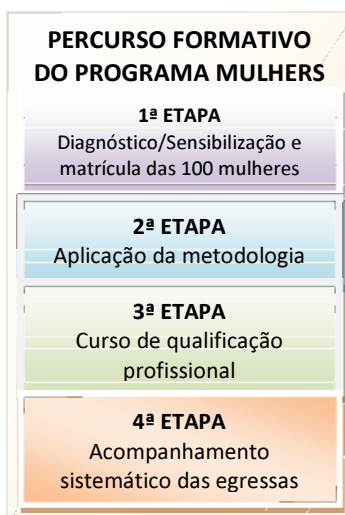 PERCURSO FORMATIVO
DO PROGRAMA MULHERS
1ª ETAPA
Diagnóstico/Sensibilização e
matrícula das 100 mulheres
2ª ETAPA
Aplicação da metodologia
3ª ETAPA
Curso de qualificação
profissional
4ª ETAPA
Acompanhamento
sistemático das egressas